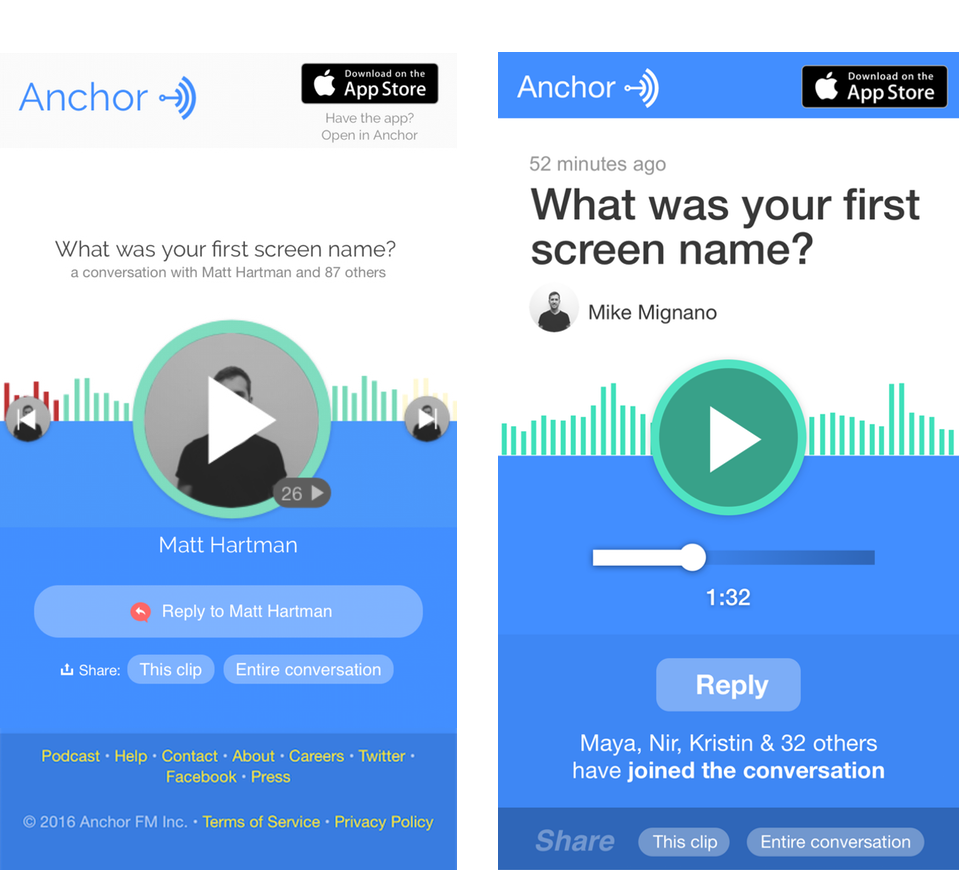 Anchor
Download on the
App Store
Have the app?
Open in Anchor
What was your first screen name?
a conversation with Matt Hartman and 87 others
26
Matt Hartman
Reply to Matt Hartman
Share: This clip Entire conversation
Podcast • Help • Contact • About • Careers • Twitter •
Facebook • Press
© 2016 Anchor FM Inc. • Terms of Service • Privacy Policy
Anchor
Download on the
App Store
52 minutes ago
What was your first
screen name?
Mike Mignano
1:32
Reply
Maya, Nir, Kristin & 32 others
have joined the conversation
Share This clip Entire conversation